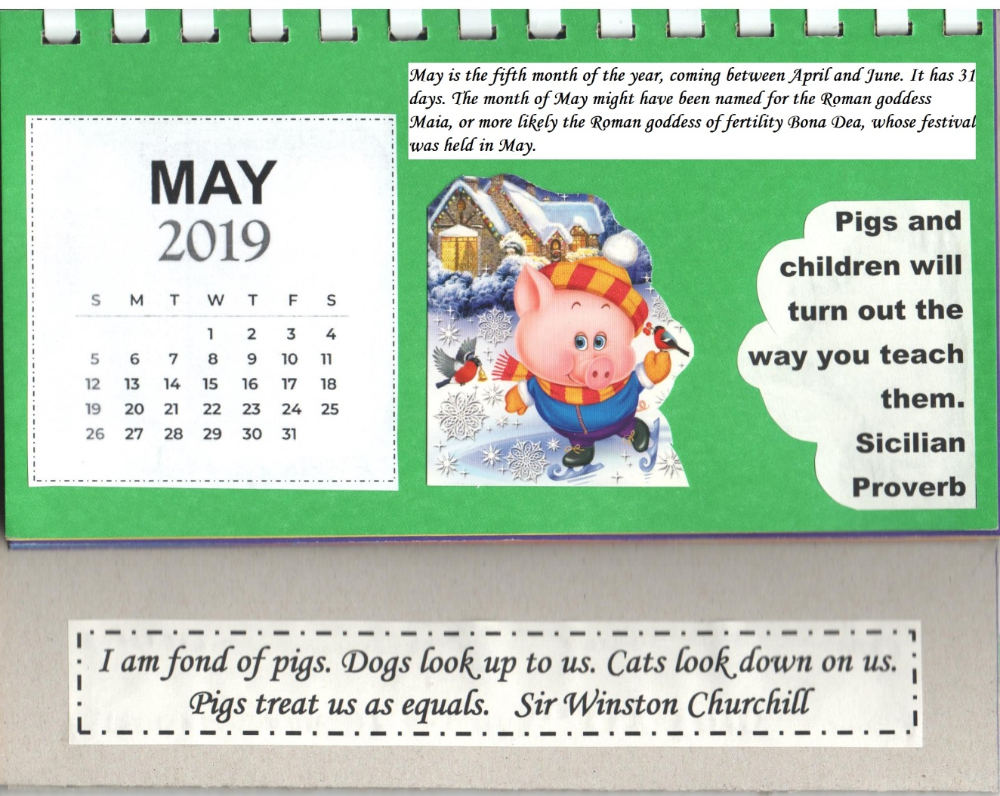 May is the fifth month of the year, coming between April and June. It has 31
days. The month of May might have been named for the Roman goddess
Maia, or more likely the Roman goddess of fertility Bona Dea, whose festival
was held in May.
MAY
2019
S M T W T F S
1 2 3 4
5 6 7 8 9 10 11
12 13 14 15 16 17 18
19 20 21 22 23 24 25
26 27 28 29 30 31
Pigs and
children will
turn out the
way you teach
them.
Sicilian
Proverb
I am fond of pigs. Dogs look up to us. Cats look down on us.
Pigs treat us as equals. Sir Winston Churchill